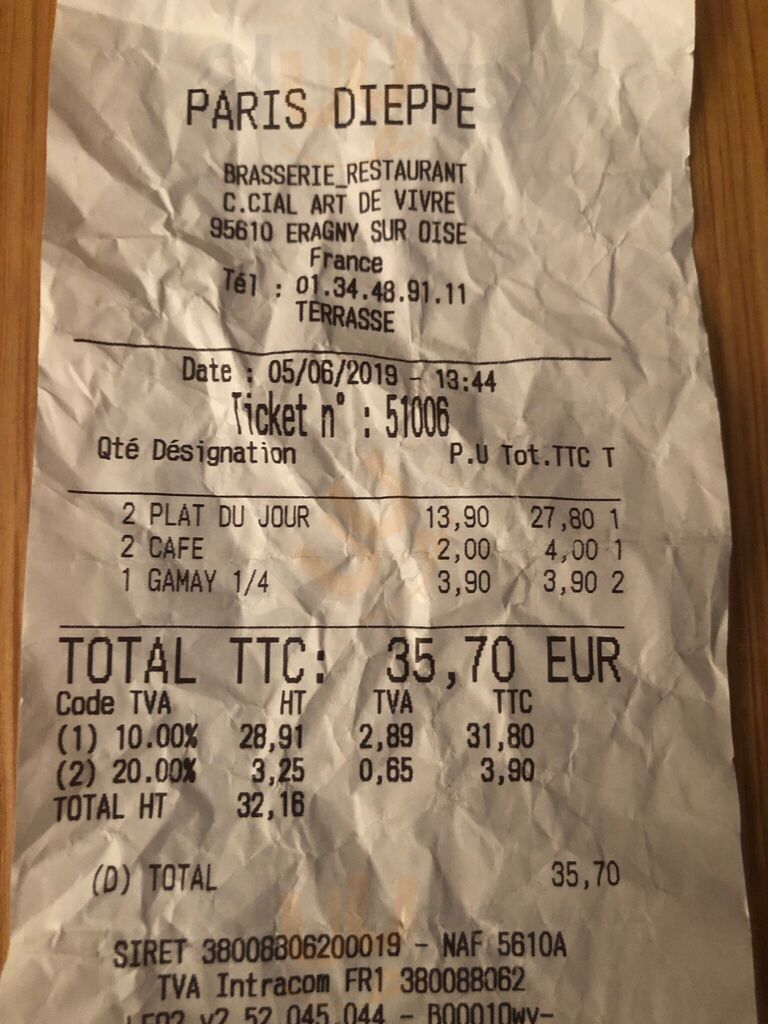 PARIS DIEPPE
BRASSERIE_RESTAURANT
C.CIAL ART DE VIVRE
95610 ERAGNY SUR OISE
France
Tél : 01.34.48.91.11
TERRASSE
Date : 05/06/2019 - 13:44
Ticket n° : 51006
Qté Désignation P.U Tot.TTC T
2 PLAT DU JOUR 13,90 27,80 1
2 CAFE 2,00 4,00 1
1 GAMAY 1/4 3,90 3,90 2
TOTAL TTC: 35,70 EUR
Code TVA HT TVA TTC
(1) 10.00% 28,91 2,89 31,80
(2) 20.00% 3,25 0,65 3,90
TOTAL HT 32,16
(D) TOTAL 35,70
SIRET 38008806200019 - NAF 5610A
TVA Intracom FR1 380088062
v2.52.045.044 -